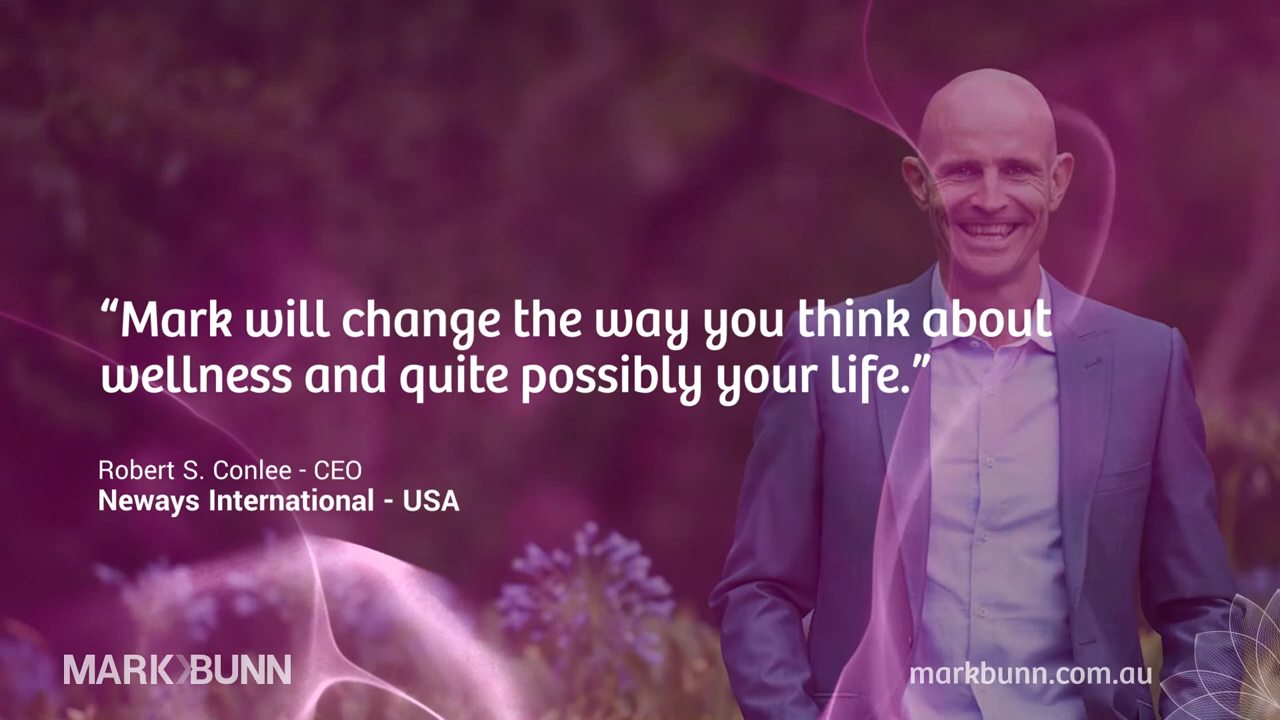 “Mark will change the way you think about
wellness and quite possibly your life.”
Robert S. Conlee - CEO
Neways International - USA
MARK BUNN
markbunn.com.au